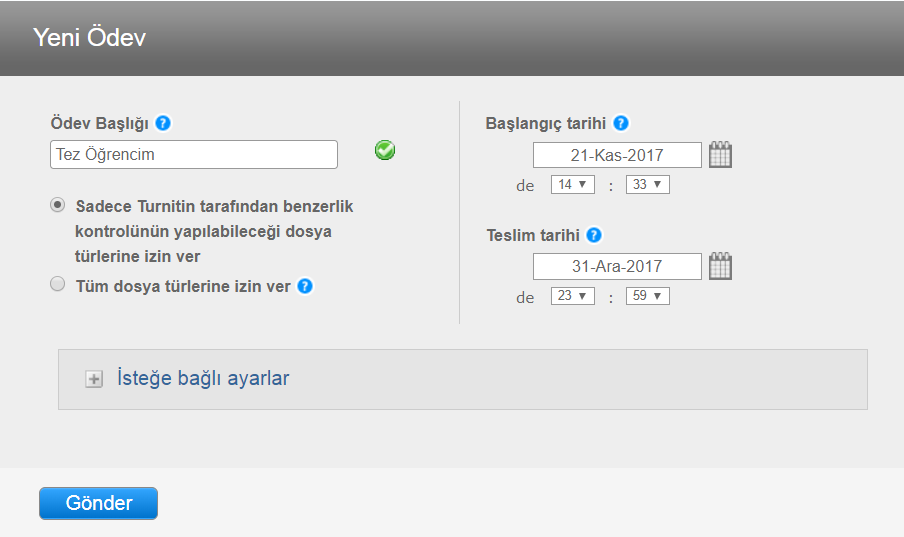 Yeni Ödev
Ödev Başlığı ?
Tez Öğrencim
Sadece Turnitin tarafından benzerlik
kontrolünün yapılabileceği dosya
türlerine izin ver
Tüm dosya türlerine izin ver ?
Başlangıç tarihi ?
21-Kas-2017
de 14 : 33
Teslim tarihi ?
31-Ara-2017
de 23 : 59
İsteğe bağlı ayarlar
Gönder